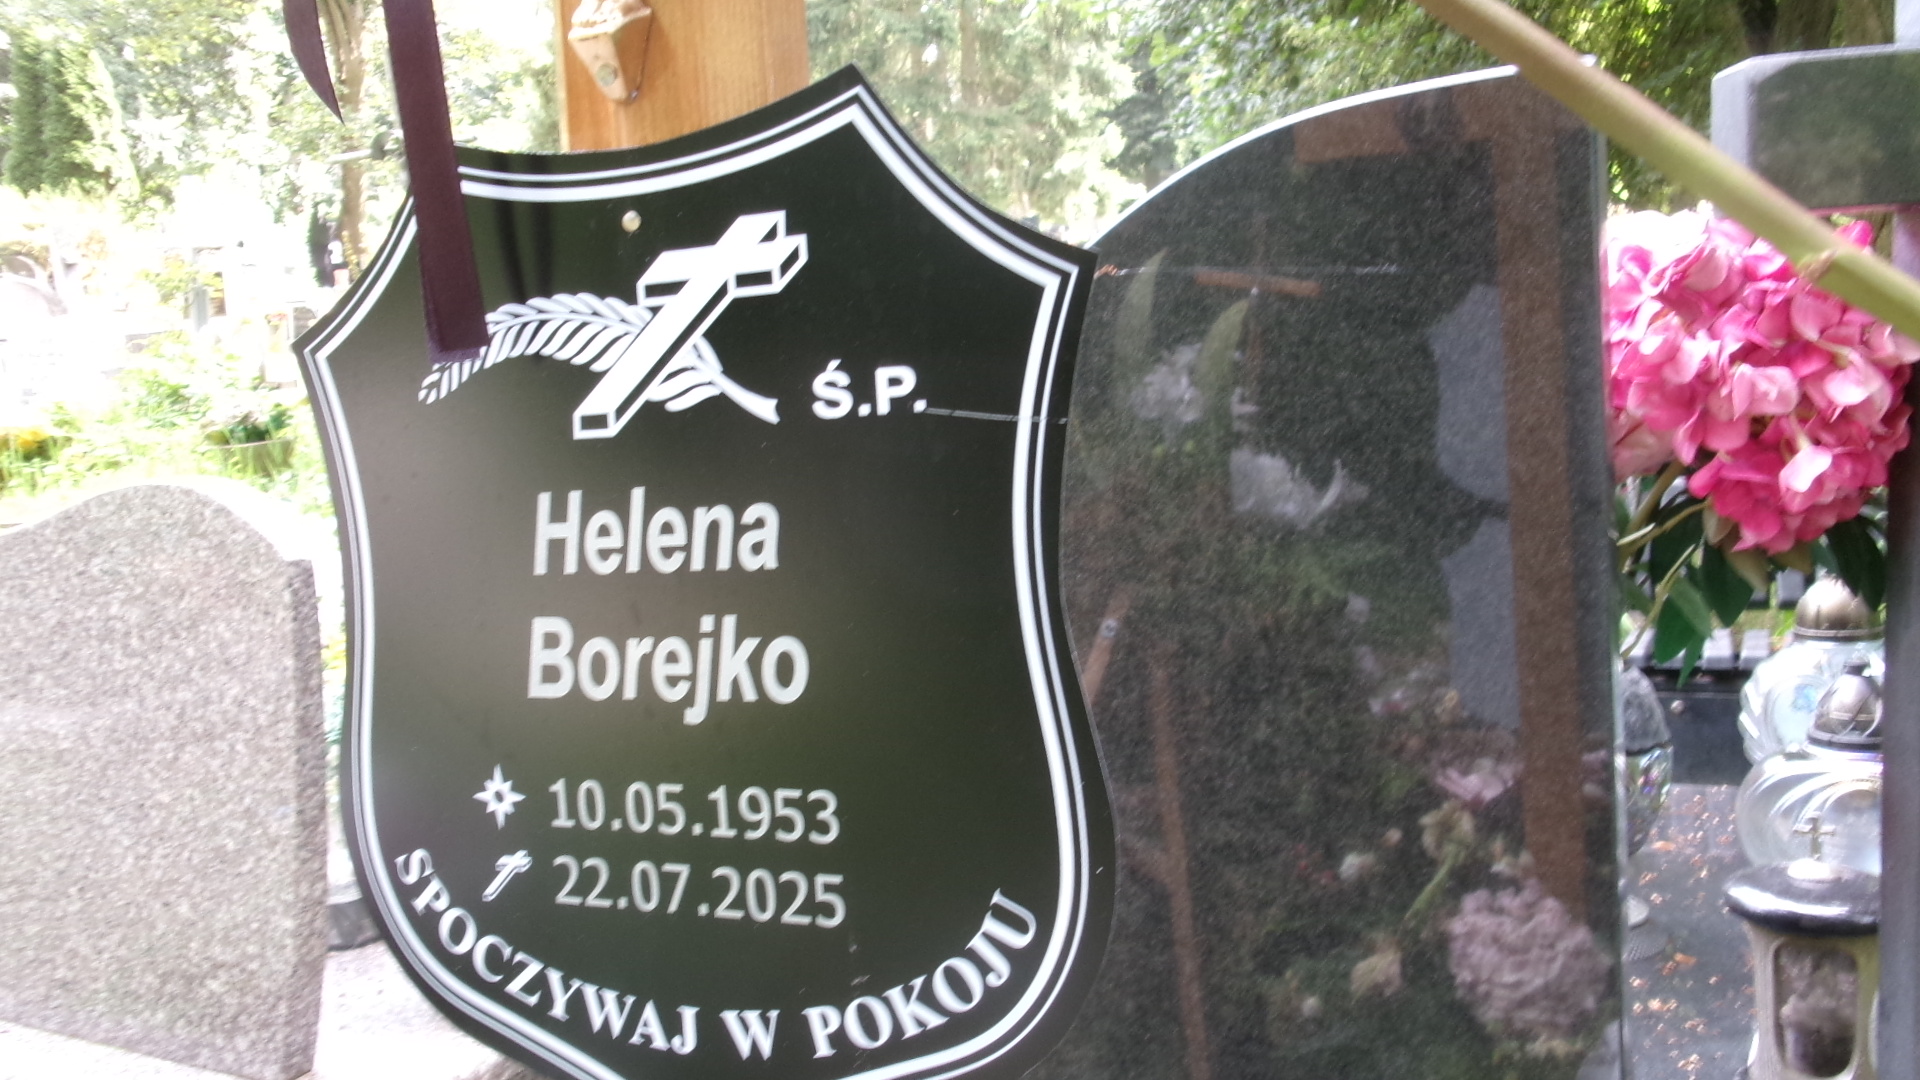 Ś.P.
Helena
Borejko
10.05.1953
22.07.2025
SPOCZYWAJ W POKOJU